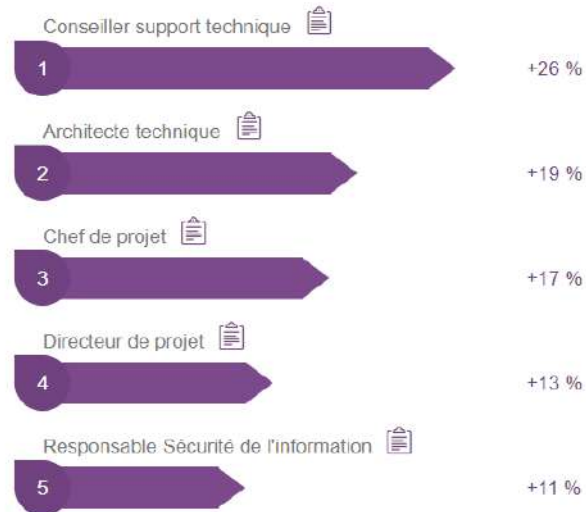 Conseiller support technique
1 +26 %
Architecte technique
2 +19 %
Chef de projet
3 +17 %
Directeur de projet
4 +13 %
Responsable Sécurité de l'information
5 +11 %